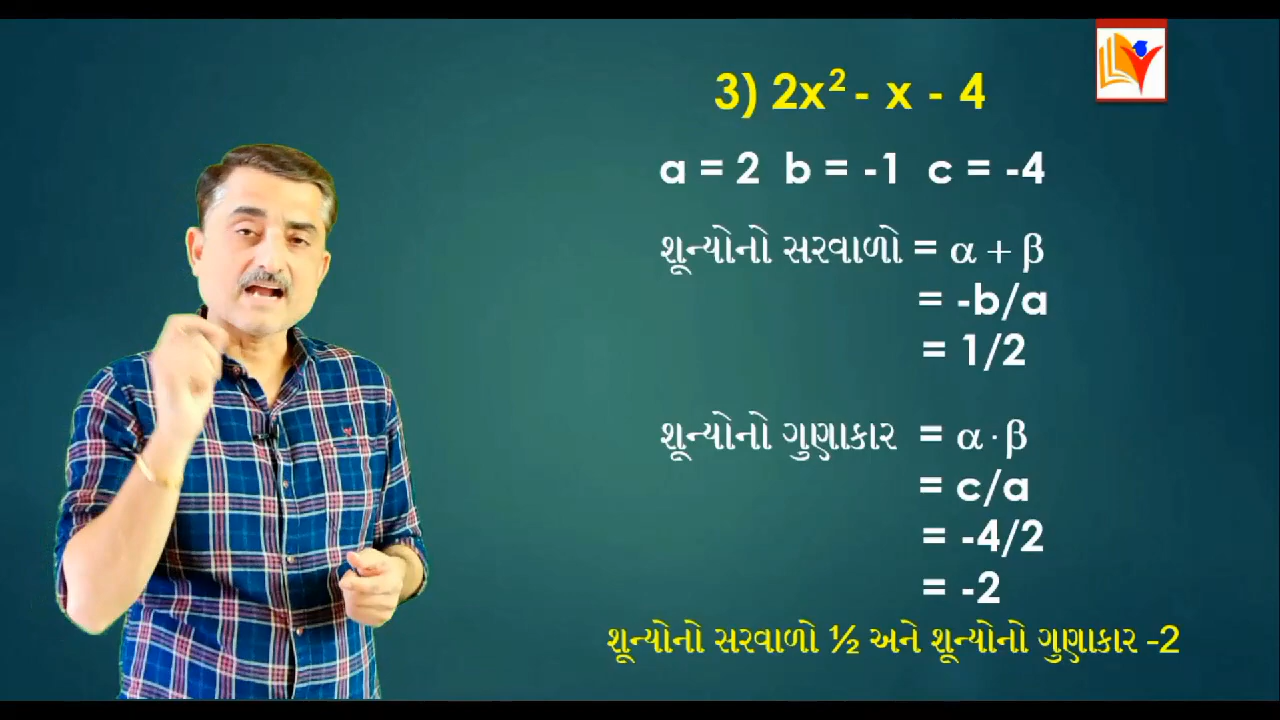 3) 2x² - x - 4
a = 2 b = -1 c = -4
શૂન્યોનો સરવાળો = α + β
= -b/a
= 1/2
શૂન્યોનો ગુણાકાર = α · β
= c/a
= -4/2
= -2
શૂન્યોનો સરવાળો ½ અને શૂન્યોનો ગુણાકાર -2